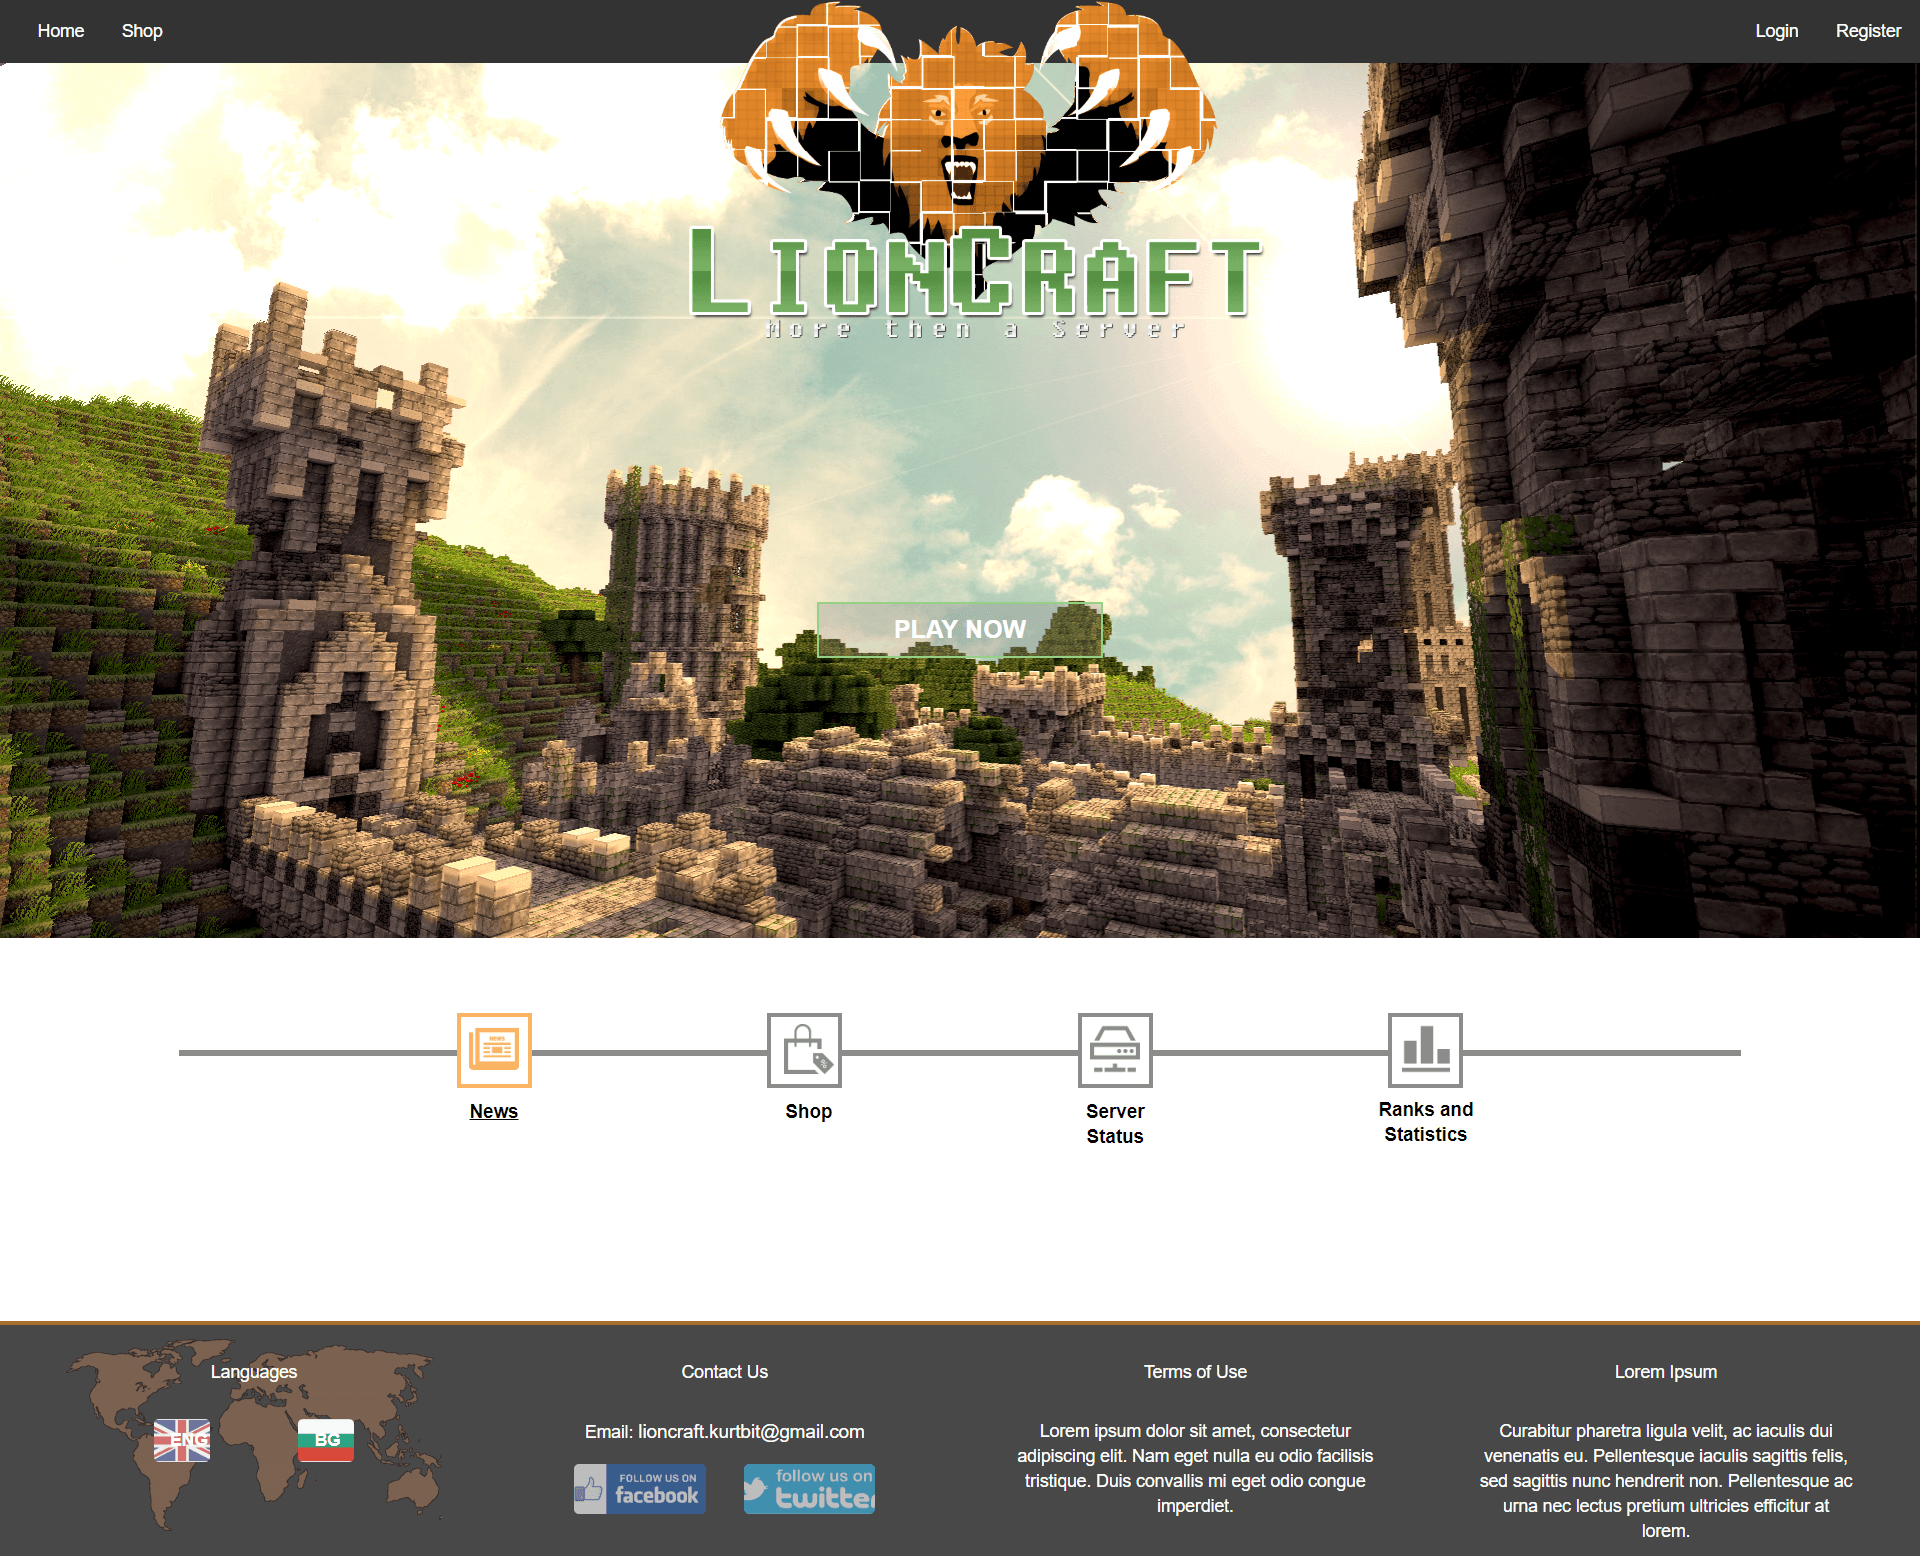 Home Shop Login Register
LionCraft
More then a Server
PLAY NOW
NEWS
%
News
Shop
Server
Status
Ranks and
Statistics
Languages
ENG
BG
Contact Us
Email: lioncraft.kurtbit@gmail.com
FOLLOW US ON
facebook
follow us on
twitter
Terms of Use
Lorem ipsum dolor sit amet, consectetur
adipiscing elit. Nam eget nulla eu odio facilisis
tristique. Duis convallis mi eget odio congue
imperdiet.
Lorem Ipsum
Curabitur pharetra ligula velit, ac iaculis dui
venenatis eu. Pellentesque iaculis sagittis felis,
sed sagittis nunc hendrerit non. Pellentesque ac
urna nec lectus pretium ultricies efficitur at
lorem.